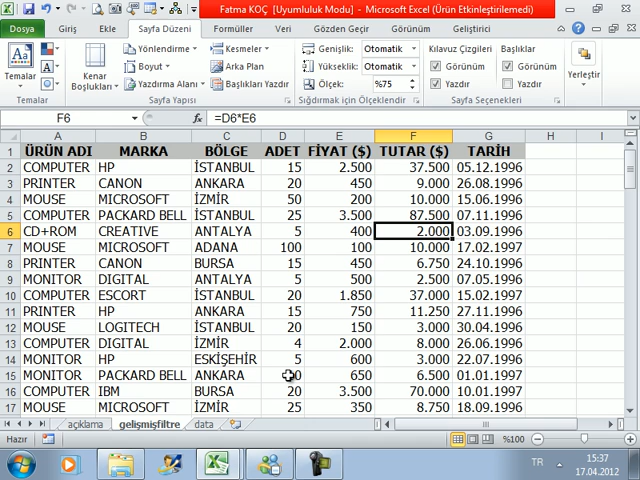 Fatma KOÇ [Uyumluluk Modu] - Microsoft Excel (Ürün Etkinleştirilemedi)
Dosya Giriş Ekle Sayfa Düzeni Formüller Veri Gözden Geçir Görünüm Geliştirici
Temalar
Kenar Boşlukları
Yönlendirme
Boyut
Yazdırma Alanı
Kesmeler
Arka Plan
Başlıkları Yazdır
Genişlik: Otomatik
Yükseklik: Otomatik
Ölçek: %75
Kılavuz Çizgileri
Görünüm
Yazdır
Başlıklar
Görünüm
Yazdır
Yerleştir
Temalar Sayfa Yapısı Sığdırmak için Ölçeklendir Sayfa Seçenekleri
F6 fx =D6*E6
A B C D E F G H I
1 ÜRÜN ADI MARKA BÖLGE ADET FİYAT ($) TUTAR ($) TARİH
2 COMPUTER HP İSTANBUL 15 2.500 37.500 05.12.1996
3 PRINTER CANON ANKARA 20 450 9.000 26.08.1996
4 MOUSE MICROSOFT İZMİR 50 200 10.000 15.06.1996
5 COMPUTER PACKARD BELL İSTANBUL 25 3.500 87.500 07.11.1996
6 CD+ROM CREATIVE ANTALYA 5 400 2.000 03.09.1996
7 MOUSE MICROSOFT ADANA 100 100 10.000 17.02.1997
8 PRINTER CANON BURSA 15 450 6.750 24.10.1996
9 MONITOR DIGITAL ANTALYA 5 500 2.500 07.05.1996
10 COMPUTER ESCORT İSTANBUL 20 1.850 37.000 15.02.1997
11 PRINTER HP ANKARA 15 750 11.250 27.11.1996
12 MOUSE LOGITECH İSTANBUL 20 150 3.000 30.04.1996
13 COMPUTER DIGITAL İZMİR 4 2.000 8.000 26.06.1996
14 MONITOR HP ESKİŞEHİR 5 600 3.000 22.07.1996
15 MONITOR PACKARD BELL ANKARA 650 6.500 01.01.1997
16 COMPUTER IBM BURSA 20 3.500 70.000 10.01.1997
17 MOUSE MICROSOFT İZMİR 25 350 8.750 18.09.1996
açıklama gelişmişfiltre data
Hazır %100
TR 15:37
17.04.2012